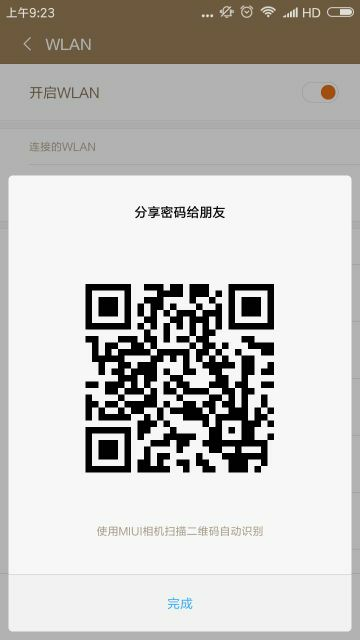 上午9:23
... HD
WLAN
开启WLAN
连接的WLAN
分享密码给朋友
使用MIUI相机扫描二维码自动识别
完成